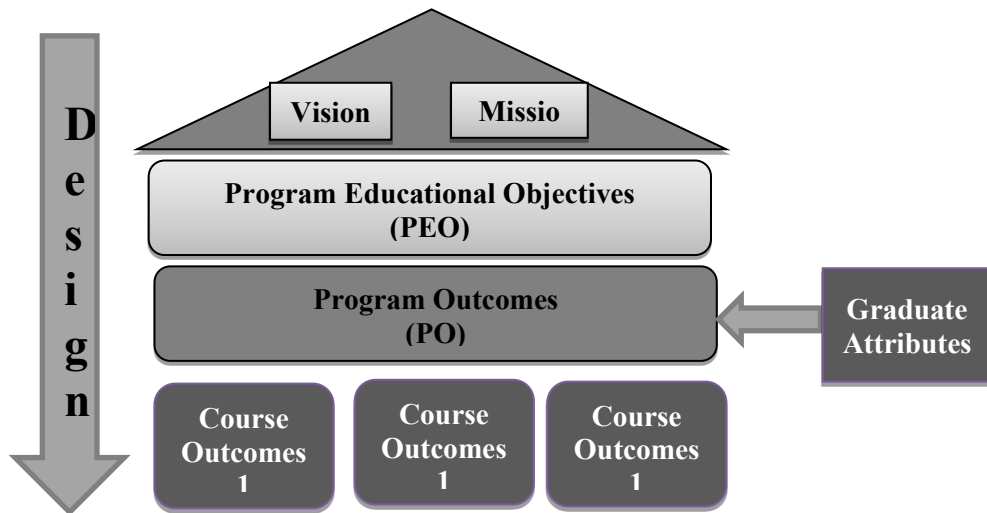 Design
Vision
Missio
Program Educational Objectives
(PEO)
Program Outcomes
(PO)
Graduate
Attributes
Course
Outcomes
1
Course
Outcomes
1
Course
Outcomes
1